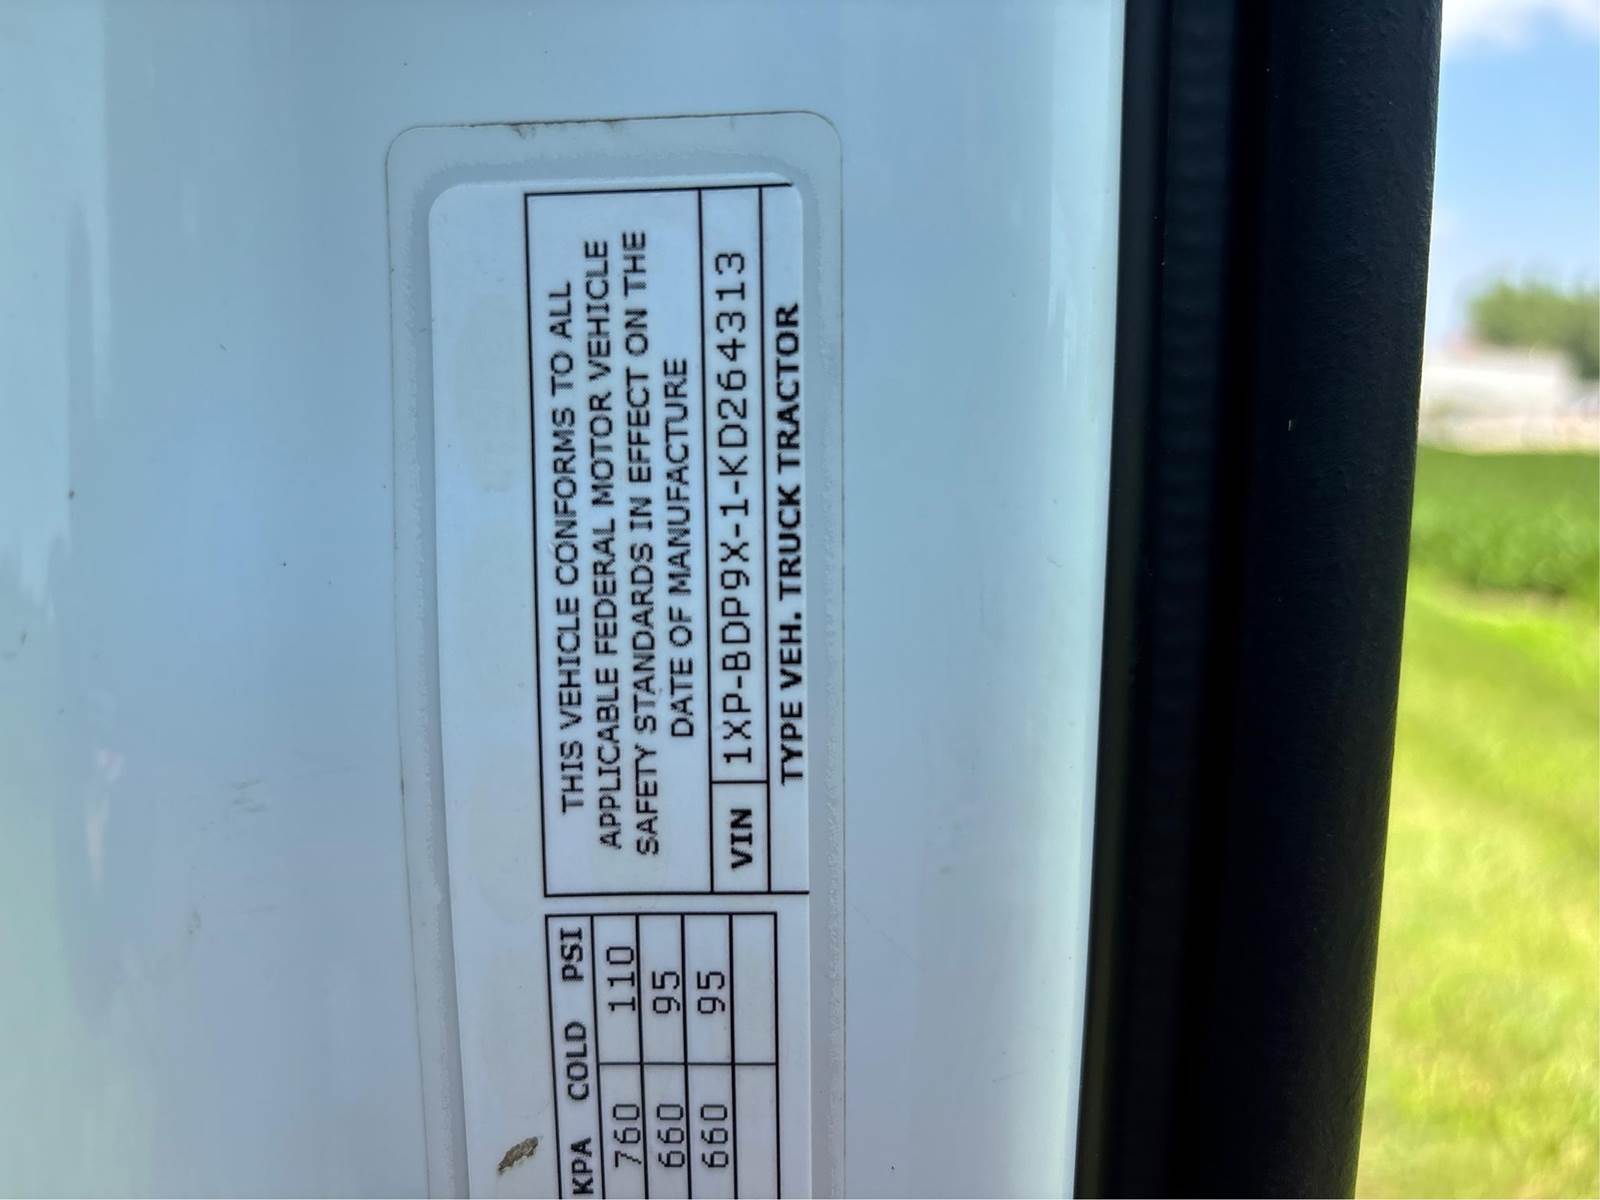 THIS VEHICLE CONFORMS TO ALL
APPLICABLE FEDERAL MOTOR VEHICLE
SAFETY STANDARDS IN EFFECT ON THE
DATE OF MANUFACTURE
VIN 1XP-BDP9X-1-KD264313
TYPE VEH. TRUCK TRACTOR
KPA COLD PSI
760 110
660 95
660 95